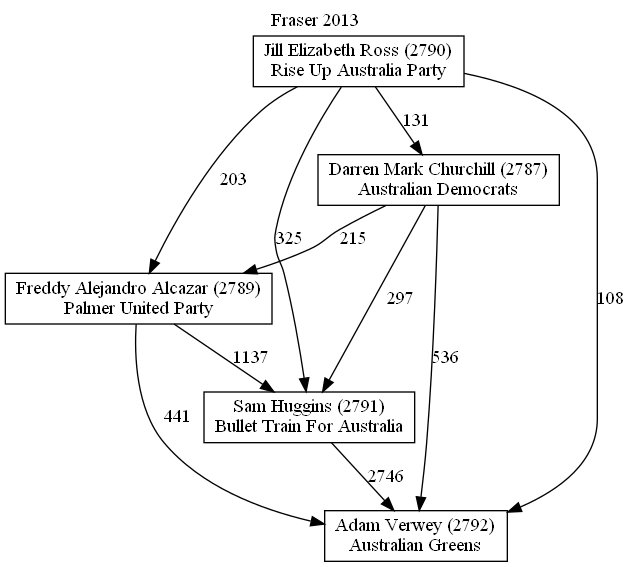 Fraser 2013
Jill Elizabeth Ross (2790)
Rise Up Australia Party
131
Darren Mark Churchill (2787)
Australian Democrats
203
325
215
Freddy Alejandro Alcazar (2789)
Palmer United Party
297
108
1137
536
Sam Huggins (2791)
Bullet Train For Australia
441
2746
Adam Verwey (2792)
Australian Greens